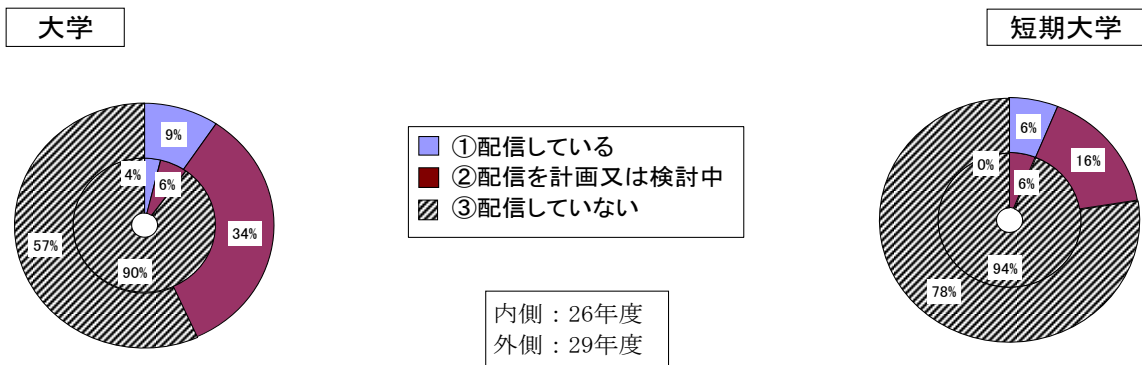 大学
短期大学
9%
4%
6%
34%
57%
90%
①配信している
②配信を計画又は検討中
③配信していない
内側：26年度
外側：29年度
6%
0%
16%
6%
94%
78%